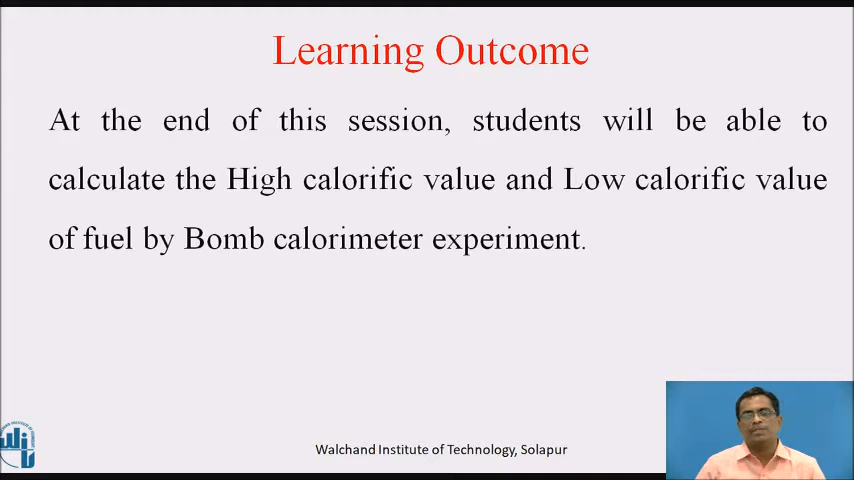 Learning Outcome
At the end of this session, students will be able to
calculate the High calorific value and Low calorific value
of fuel by Bomb calorimeter experiment.
Walchand Institute of Technology, Solapur